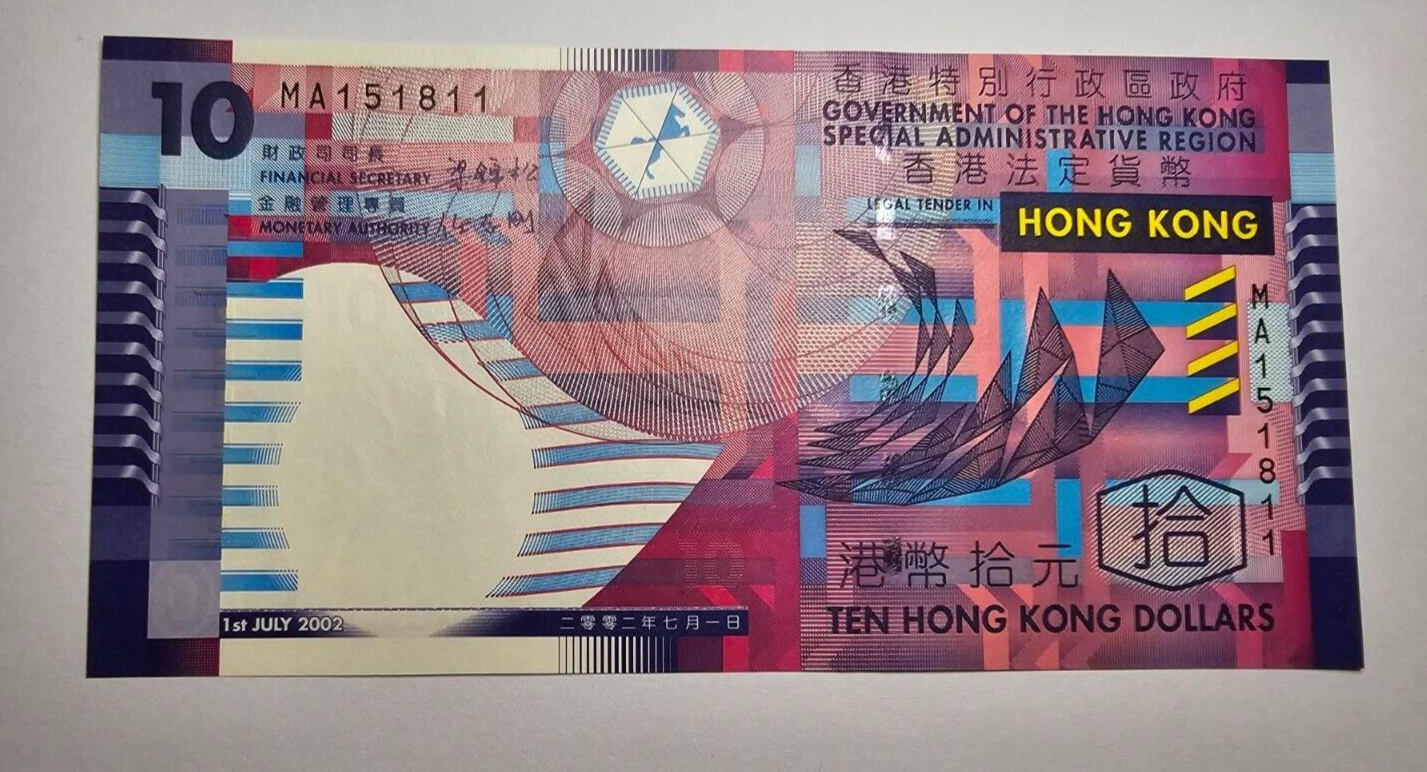 10
MA151811
財政司司長
FINANCIAL SECRETARY
金融管理專員
MONETARY AUTHORITY
香港特別行政區政府
GOVERNMENT OF THE HONG KONG
SPECIAL ADMINISTRATIVE REGION
香港法定貨幣
LEGAL TENDER IN
HONG KONG
MA151811
拾
港幣拾元
TEN HONG KONG DOLLARS
1st JULY 2002
二零零二年七月一日